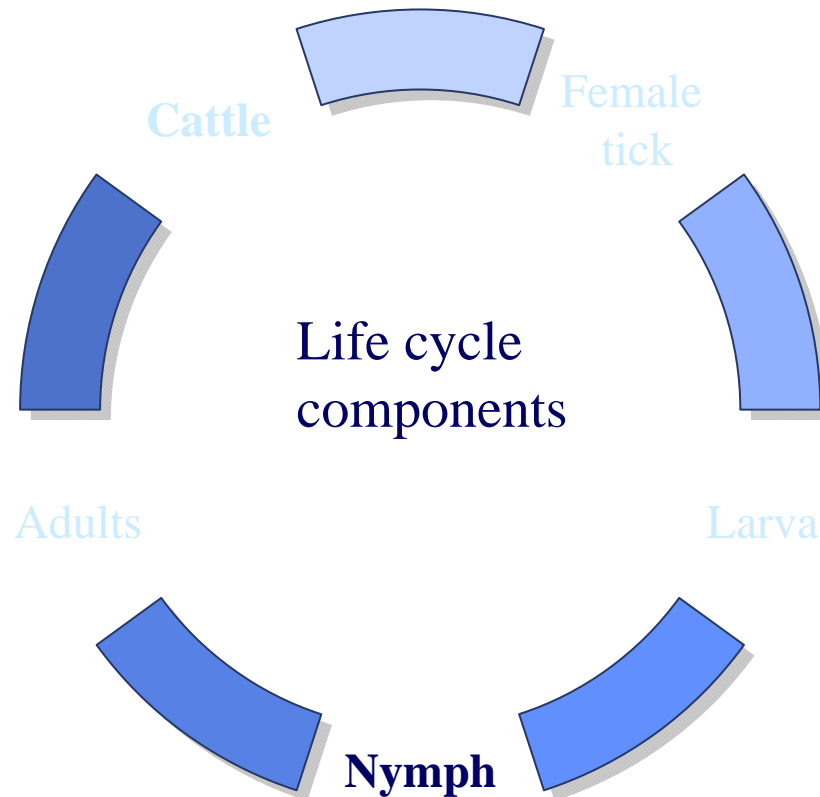 Cattle
Female
tick
Life cycle
components
Adults
Larva
Nymph